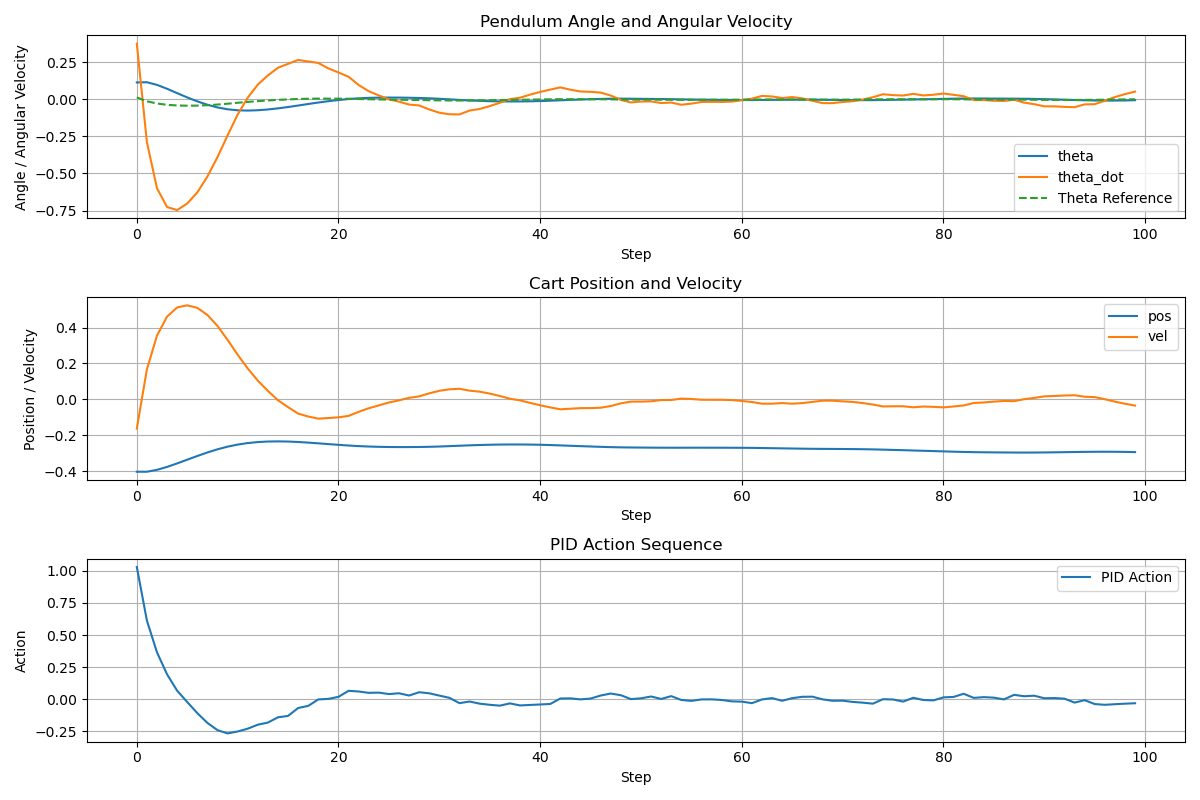 Pendulum Angle and Angular Velocity
Angle / Angular Velocity
0.25
0.00
−0.25
−0.50
−0.75
theta
theta_dot
Theta Reference
0 20 40 60 80 100
Step
Cart Position and Velocity
Position / Velocity
0.4
0.2
0.0
−0.2
−0.4
pos
vel
0 20 40 60 80 100
Step
PID Action Sequence
Action
1.00
0.75
0.50
0.25
0.00
−0.25
PID Action
0 20 40 60 80 100
Step